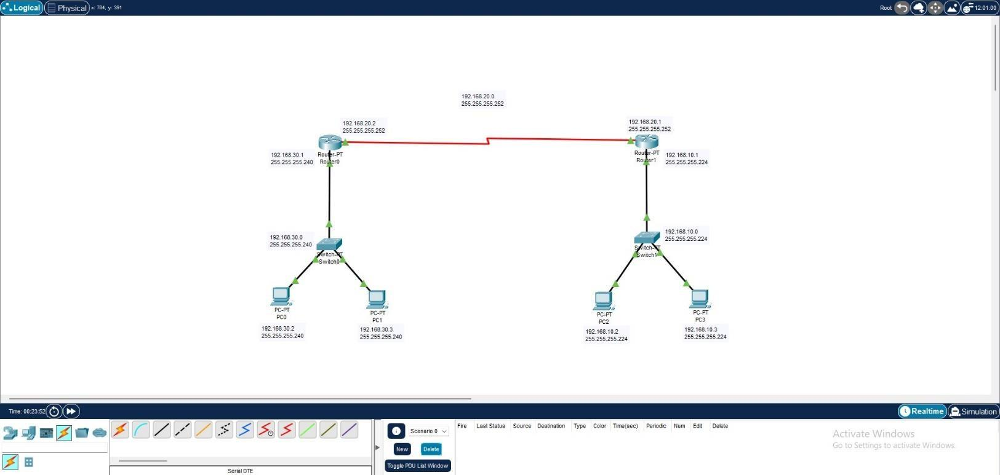 Logical
Physical
x: 784, y: 391
Root
12:01:00
192.168.20.0
255.255.255.252
192.168.20.2
255.255.255.252
192.168.20.1
255.255.255.252
192.168.30.1
255.255.255.240
Router-PT
Router0
Router-PT
Router1
192.168.10.1
255.255.255.224
192.168.30.0
255.255.255.240
Switch-PT
Switch0
192.168.10.0
255.255.255.224
Switch-PT
Switch1
PC-PT
PC0
192.168.30.2
255.255.255.240
PC-PT
PC1
192.168.30.3
255.255.255.240
PC-PT
PC2
192.168.10.2
255.255.255.224
PC-PT
PC3
192.168.10.3
255.255.255.224
Time: 00:23:52
Realtime
Simulation
Scenario 0
New
Delete
Toggle PDU List Window
Fire Last Status Source Destination Type Color Time(sec) Periodic Num Edit Delete
Activate Windows
Go to Settings to activate Windows.
Serial DTE